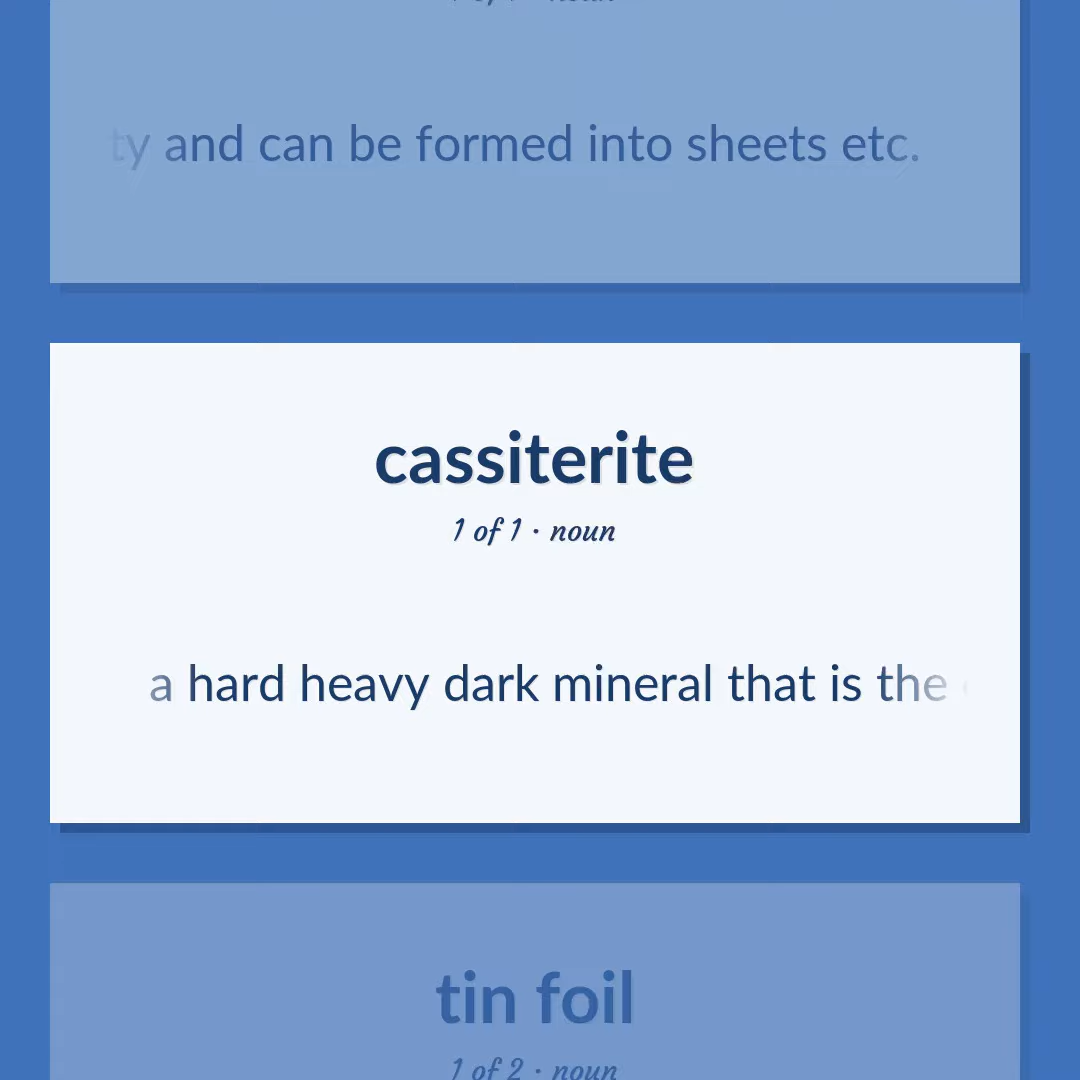 ty and can be formed into sheets etc.
cassiterite
1 of 1 · noun
a hard heavy dark mineral that is the
tin foil
1 of 2 · noun